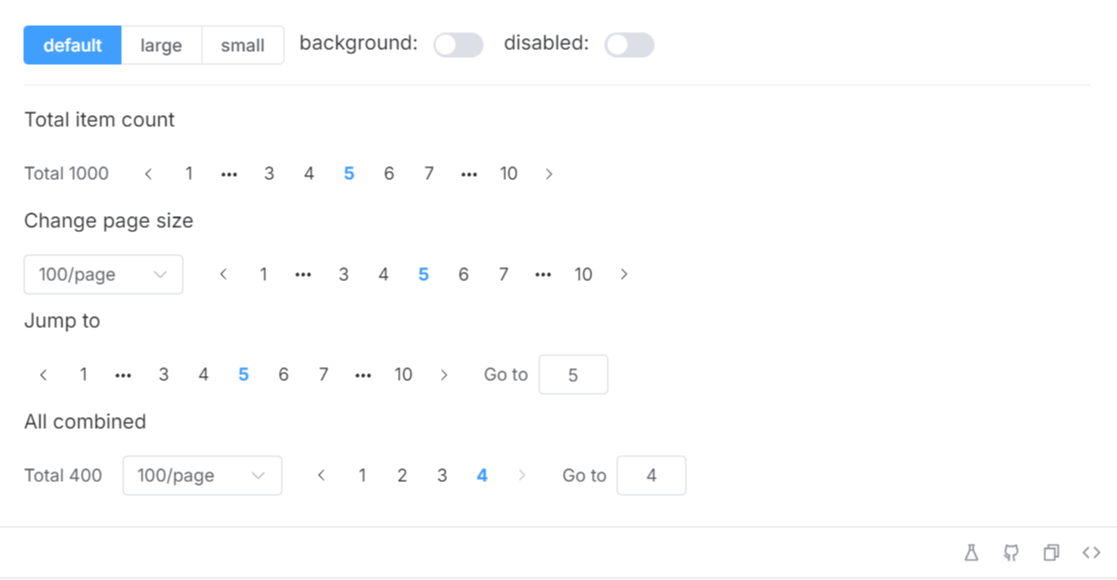 default large small background: disabled:
Total item count
Total 1000 < 1 ••• 3 4 5 6 7 ••• 10 >
Change page size
100/page < 1 ••• 3 4 5 6 7 ••• 10 >
Jump to
< 1 ••• 3 4 5 6 7 ••• 10 > Go to 5
All combined
Total 400 100/page < 1 2 3 4 > Go to 4